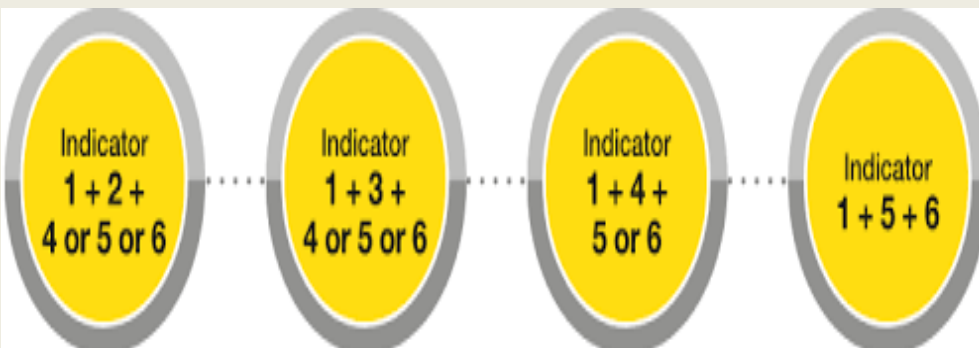 Indicator
1 + 2 +
4 or 5 or 6
Indicator
1 + 3 +
4 or 5 or 6
Indicator
1 + 4 +
5 or 6
Indicator
1 + 5 + 6